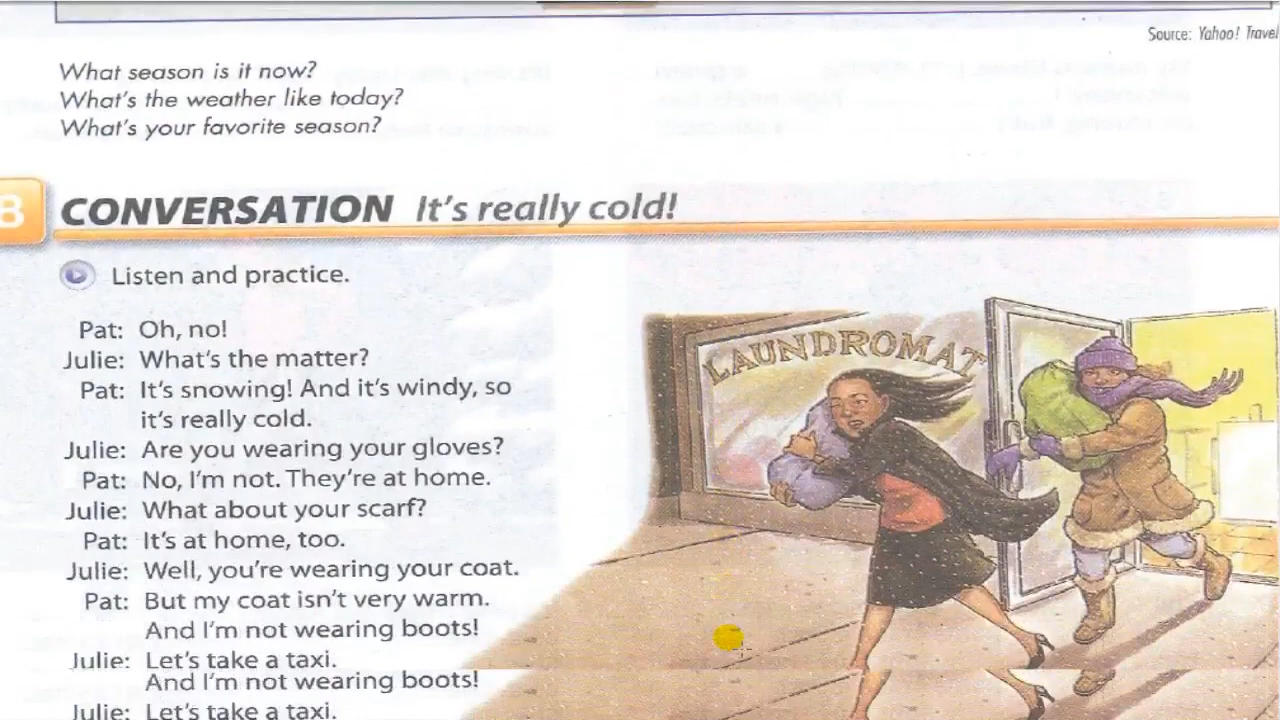 Source: Yahoo! Travel
What season is it now?
What's the weather like today?
What's your favorite season?
B CONVERSATION It's really cold!
Listen and practice.
Pat: Oh, no!
Julie: What's the matter?
Pat: It's snowing! And it's windy, so
it's really cold.
Julie: Are you wearing your gloves?
Pat: No, I'm not. They're at home.
Julie: What about your scarf?
Pat: It's at home, too.
Julie: Well, you're wearing your coat.
Pat: But my coat isn't very warm.
And I'm not wearing boots!
Julie: Let's take a taxi.
And I'm not wearing boots!
Julie: Let's take a taxi.
LAUNDROMAT